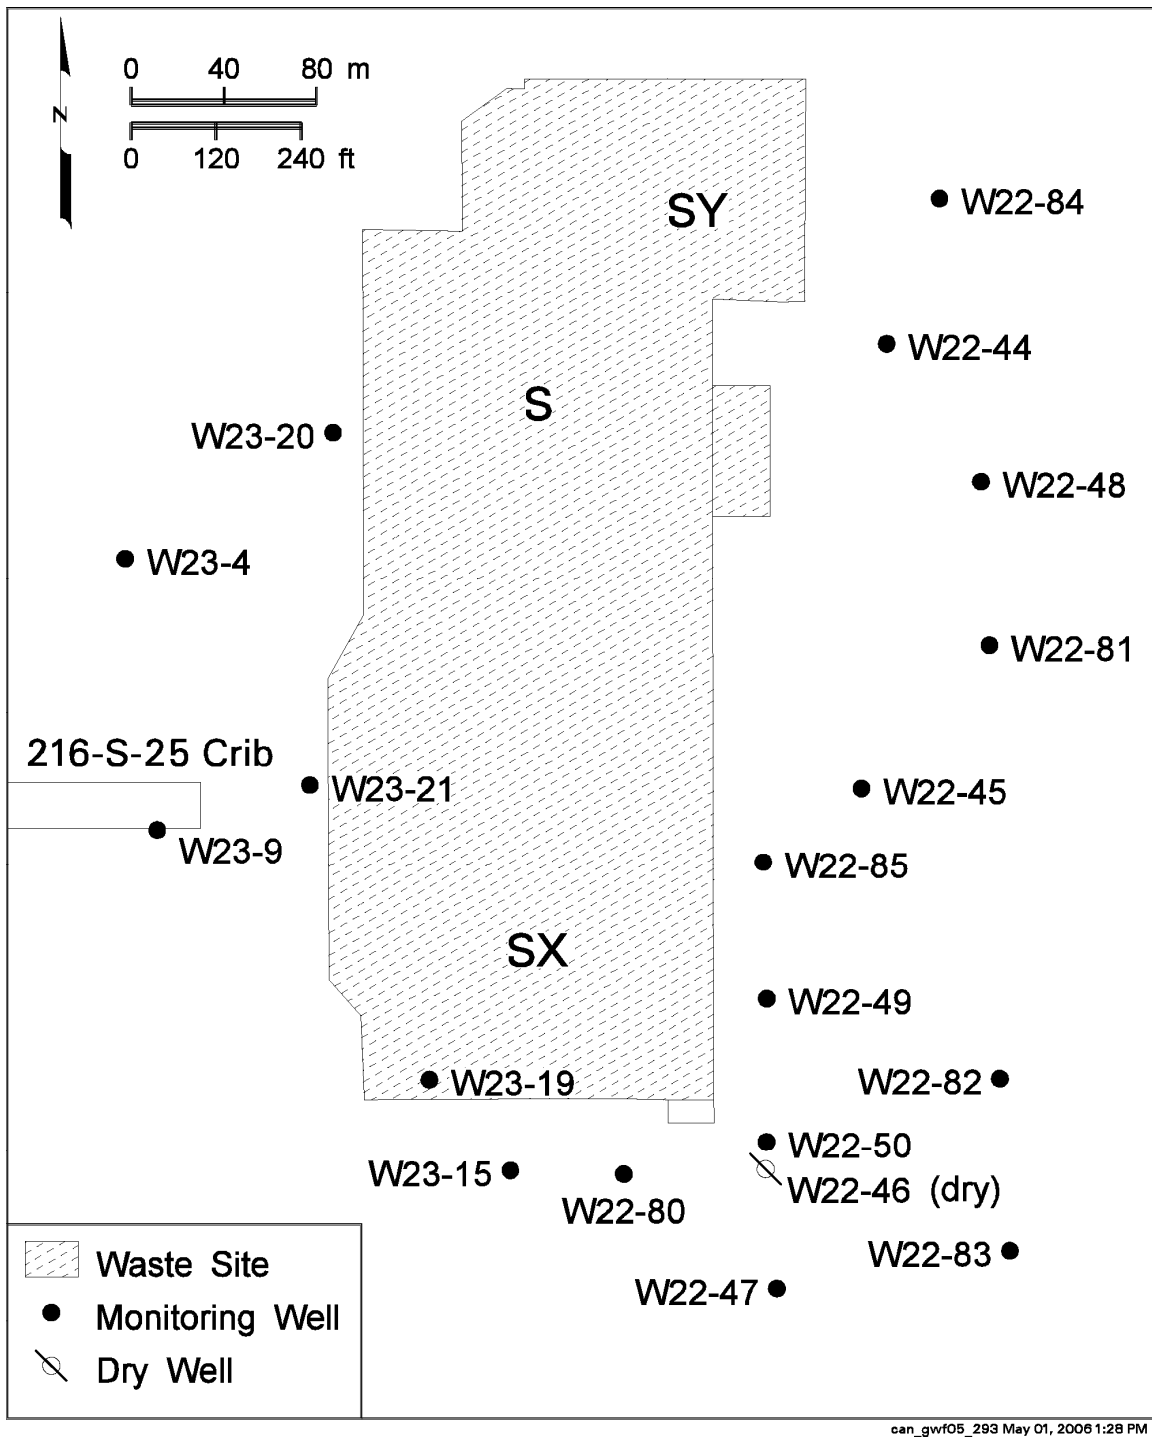 0 40 80 m
N
0 120 240 ft
SY
W22-84
W22-44
S
W23-20
W22-48
W23-4
W22-81
216-S-25 Crib
W23-21
W22-45
W23-9
W22-85
SX
W22-49
W23-19
W22-82
W22-50
W23-15
W22-46 (dry)
W22-80
W22-83
W22-47
Waste Site
Monitoring Well
Dry Well
can_gwf05_293 May 01, 2006 1:28 PM